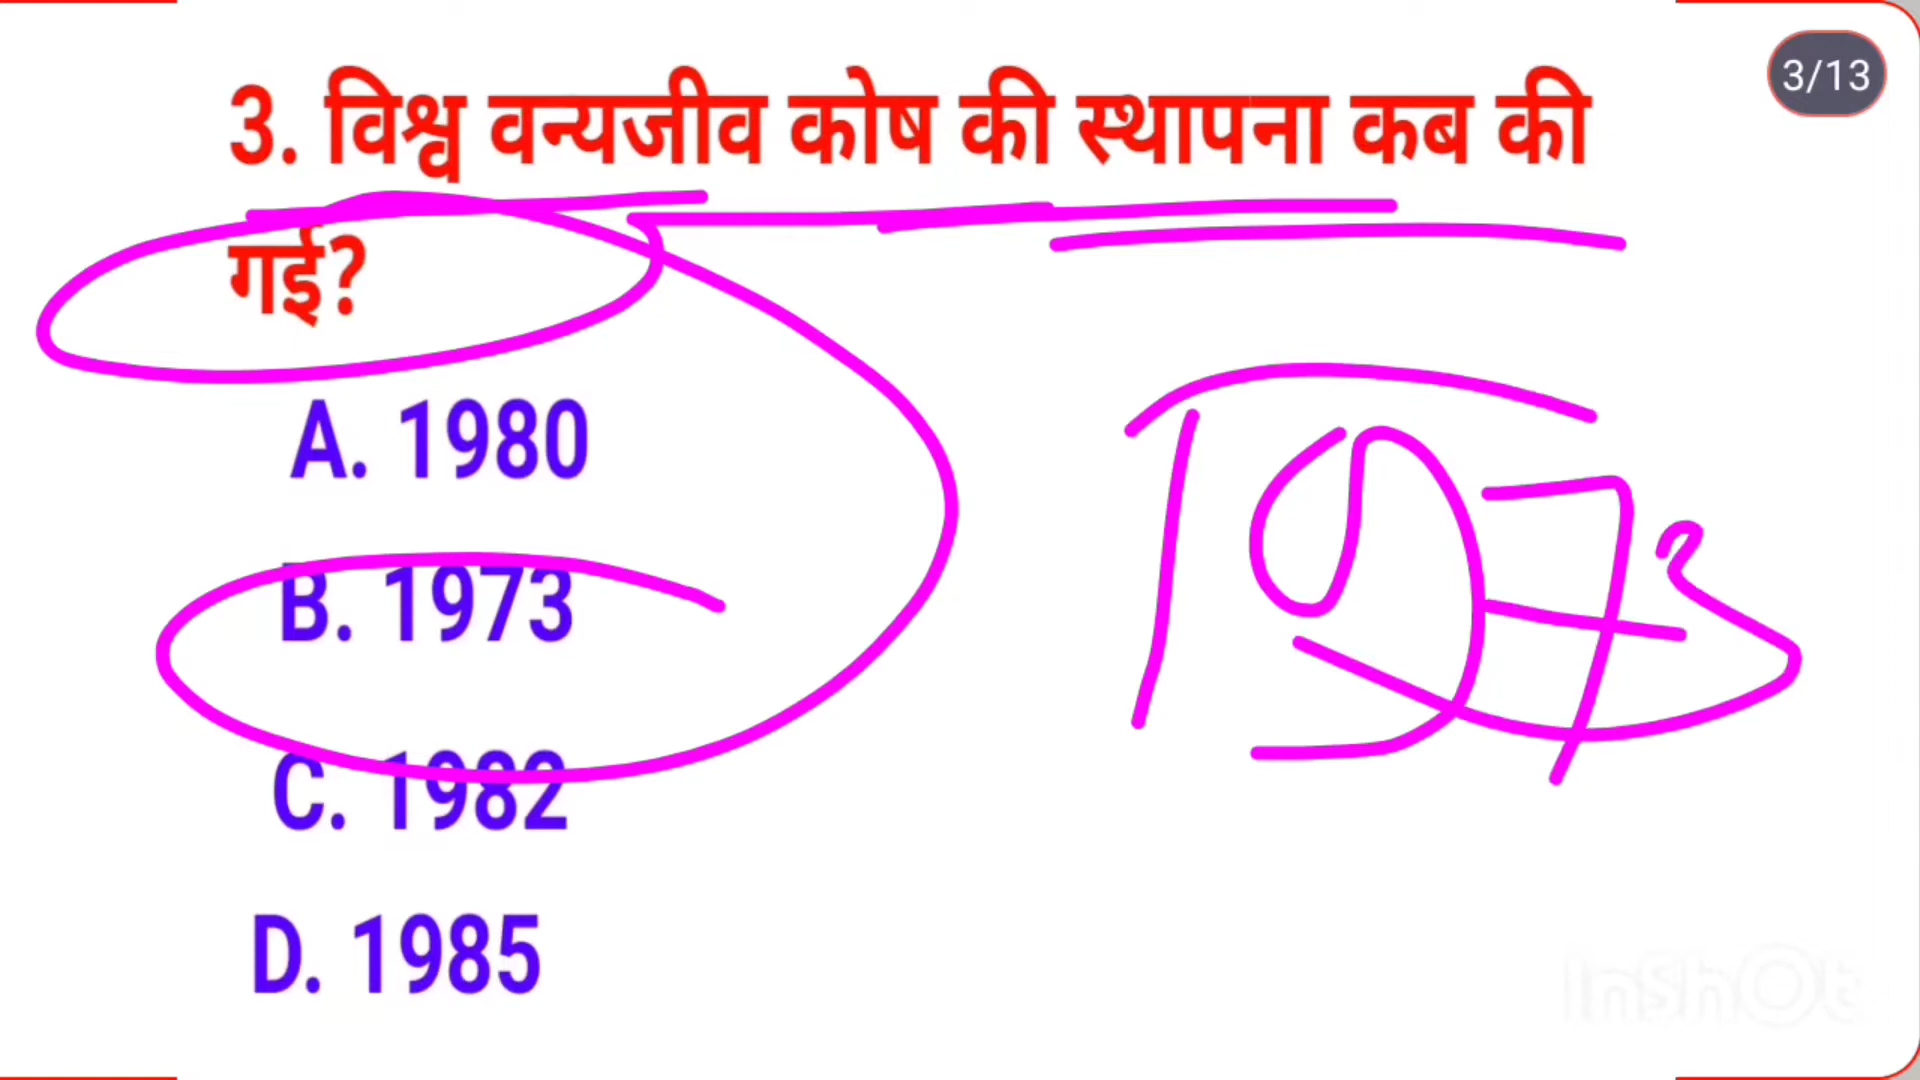 3/13
3. विश्व वन्यजीव कोष की स्थापना कब की
गई?
A. 1980
B. 1973
1973
C. 1982
D. 1985
InShOt